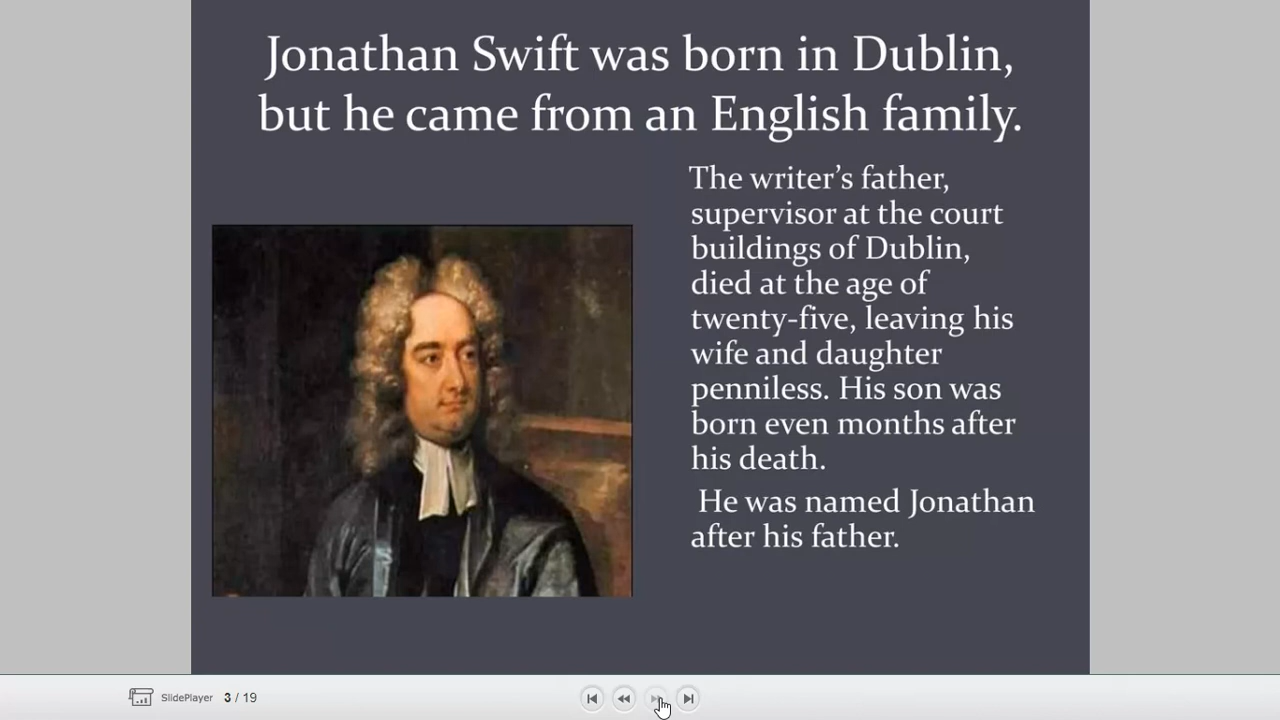 Jonathan Swift was born in Dublin,
but he came from an English family.
The writer's father,
supervisor at the court
buildings of Dublin,
died at the age of
twenty-five, leaving his
wife and daughter
penniless. His son was
born even months after
his death.
He was named Jonathan
after his father.
SlidePlayer 3 / 19